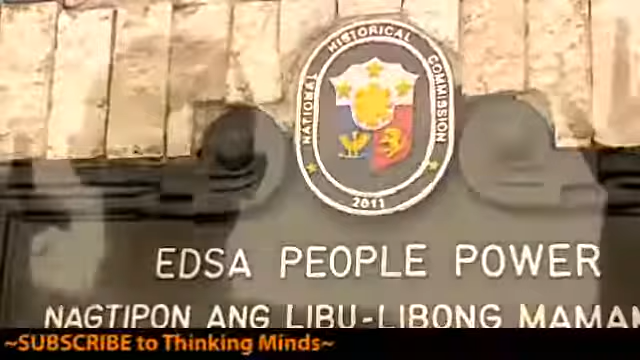 NATIONAL HISTORICAL COMMISSION
2011
EDSA PEOPLE POWER
NAGTIPON ANG LIBU-LIBONG
~SUBSCRIBE to Thinking Minds~